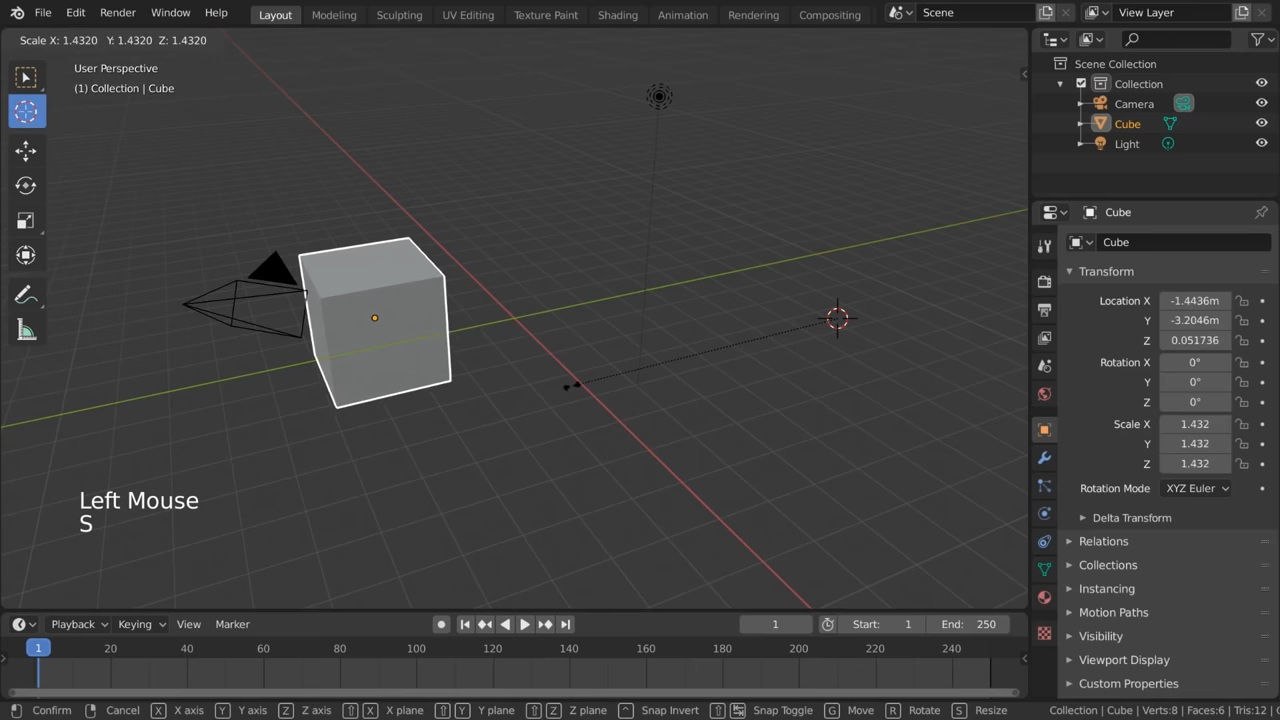 File Edit Render Window Help Layout Modeling Sculpting UV Editing Texture Paint Shading Animation Rendering Compositing Scene View Layer
Scale X: 1.4320 Y: 1.4320 Z: 1.4320
User Perspective
(1) Collection | Cube
Scene Collection
Collection
Camera
Cube
Light
Cube
Cube
Transform
Location X -1.4436m
Y -3.2046m
Z 0.051736
Rotation X 0°
Y 0°
Z 0°
Scale X 1.432
Y 1.432
Z 1.432
Rotation Mode XYZ Euler
Delta Transform
Relations
Collections
Instancing
Motion Paths
Visibility
Viewport Display
Custom Properties
Left Mouse
S
Playback Keying View Marker 1 Start: 1 End: 250
1 20 40 60 80 100 120 140 160 180 200 220 240
Confirm Cancel X X axis Y Y axis Z Z axis X X plane Y Y plane Z Z plane Snap Invert Snap Toggle G Move R Rotate S Resize Collection | Cube | Verts:8 | Faces:6 | Tris:12 |